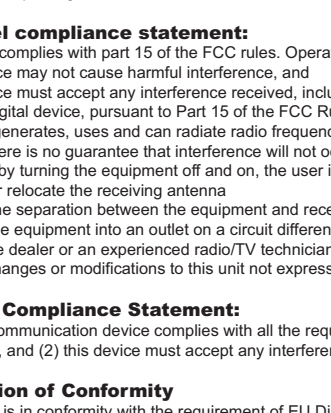 el compliance statement:
complies with part 15 of the FCC rules. Opera
ce may not cause harmful interference, and
ce must accept any interference received, inclu
gital device, pursuant to Part 15 of the FCC Ru
generates, uses and can radiate radio frequenc
ere is no guarantee that interference will not oc
by turning the equipment off and on, the user i
r relocate the receiving antenna
ne separation between the equipment and rece
e equipment into an outlet on a circuit differen
e dealer or an experienced radio/TV technician
anges or modifications to this unit not express
Compliance Statement:
ommunication device complies with all the requ
, and (2) this device must accept any interferen
ion of Conformity
is in conformity with the requirement of EU Di